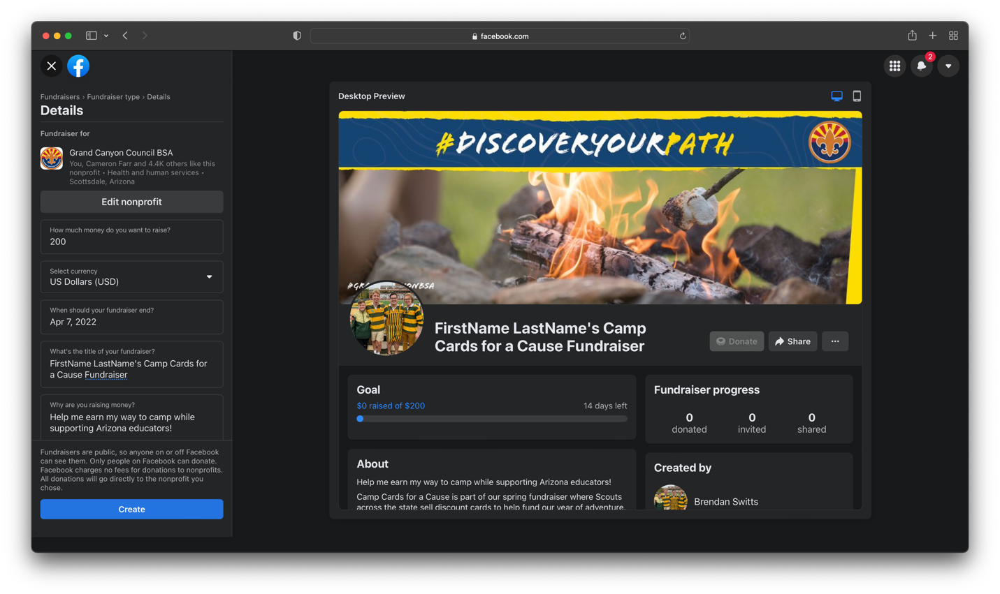 facebook.com
2
Fundraisers › Fundraiser type › Details
Details
Fundraiser for
Grand Canyon Council BSA
You, Cameron Farr and 4.4K others like this
nonprofit • Health and human services •
Scottsdale, Arizona
Edit nonprofit
How much money do you want to raise?
200
Select currency
US Dollars (USD)
When should your fundraiser end?
Apr 7, 2022
What's the title of your fundraiser?
FirstName LastName's Camp Cards for
a Cause Fundraiser
Why are you raising money?
Help me earn my way to camp while
supporting Arizona educators!
Fundraisers are public, so anyone on or off Facebook
can see them. Only people on Facebook can donate.
Facebook charges no fees for donations to nonprofits.
All donations will go directly to the nonprofit you
chose.
Create
Desktop Preview
#DISCOVERYOURPATH
FirstName LastName's Camp
Cards for a Cause Fundraiser
Donate
Share
Goal
$0 raised of $200
14 days left
Fundraiser progress
0 0 0
donated invited shared
About
Help me earn my way to camp while supporting Arizona educators!
Camp Cards for a Cause is part of our spring fundraiser where Scouts
across the state sell discount cards to help fund our year of adventure.
Created by
Brendan Switts